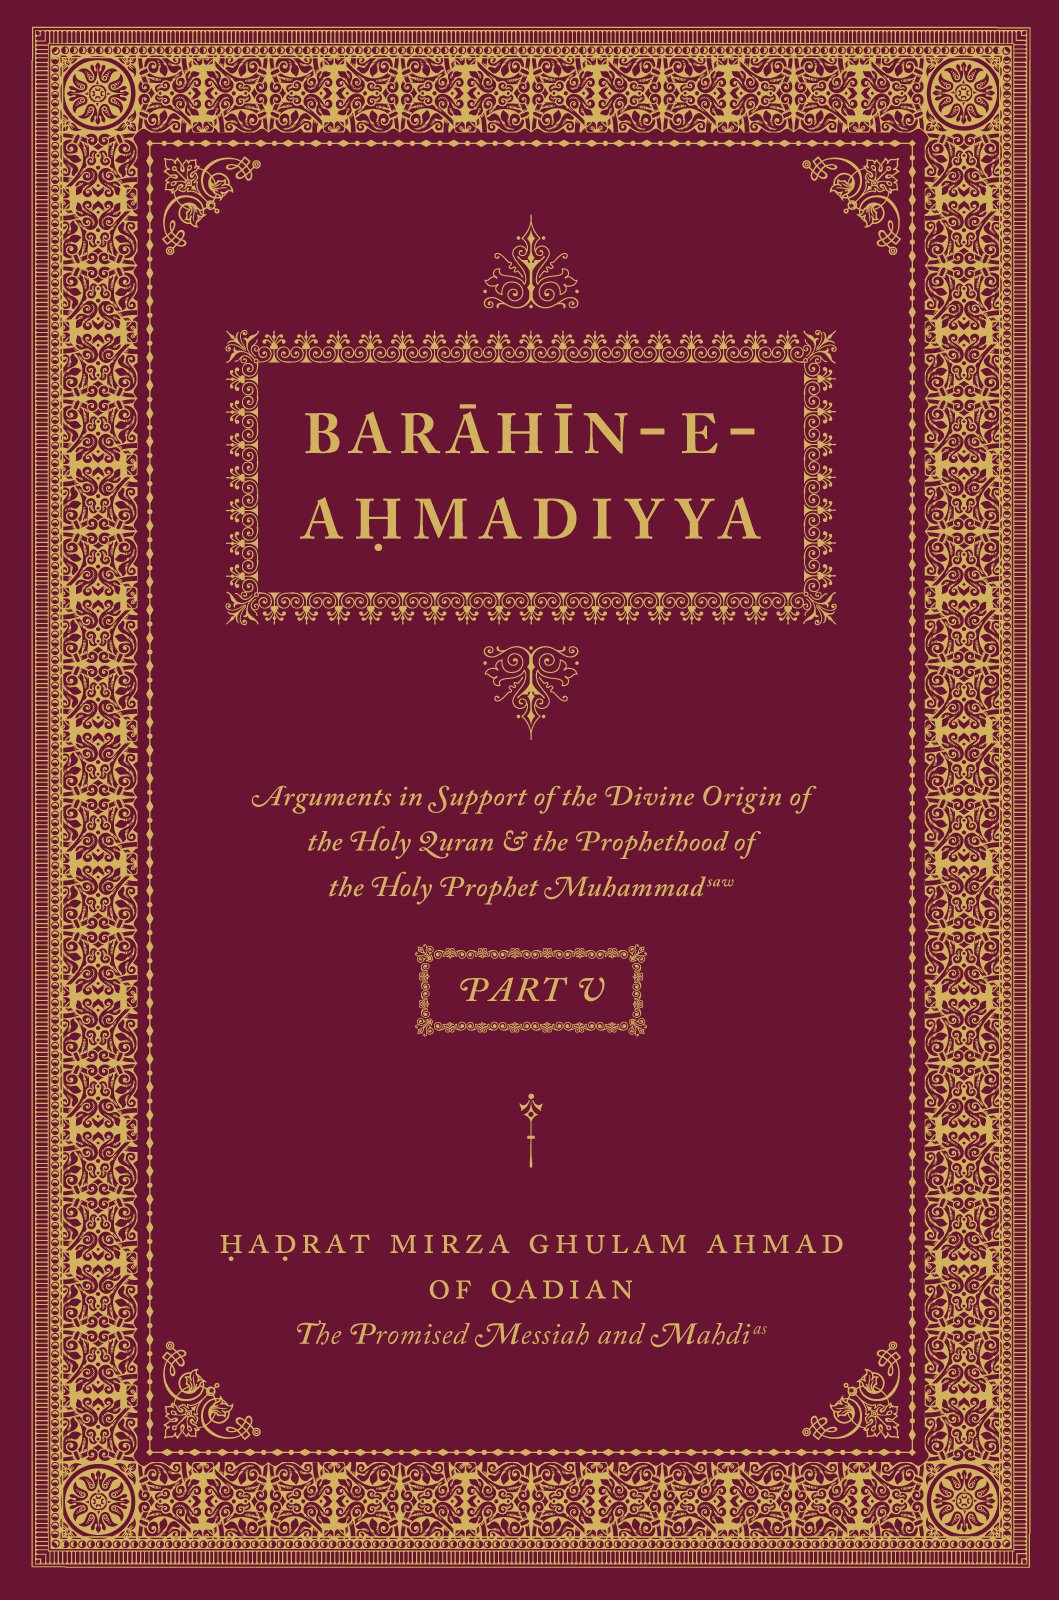 BARĀHĪN-E-
AḤMADIYYA
Arguments in Support of the Divine Origin of
the Holy Quran & the Prophethood of
the Holy Prophet Muhammadsaw
PART V
ḤAḌRAT MIRZA GHULAM AHMAD
OF QADIAN
The Promised Messiah and Mahdias